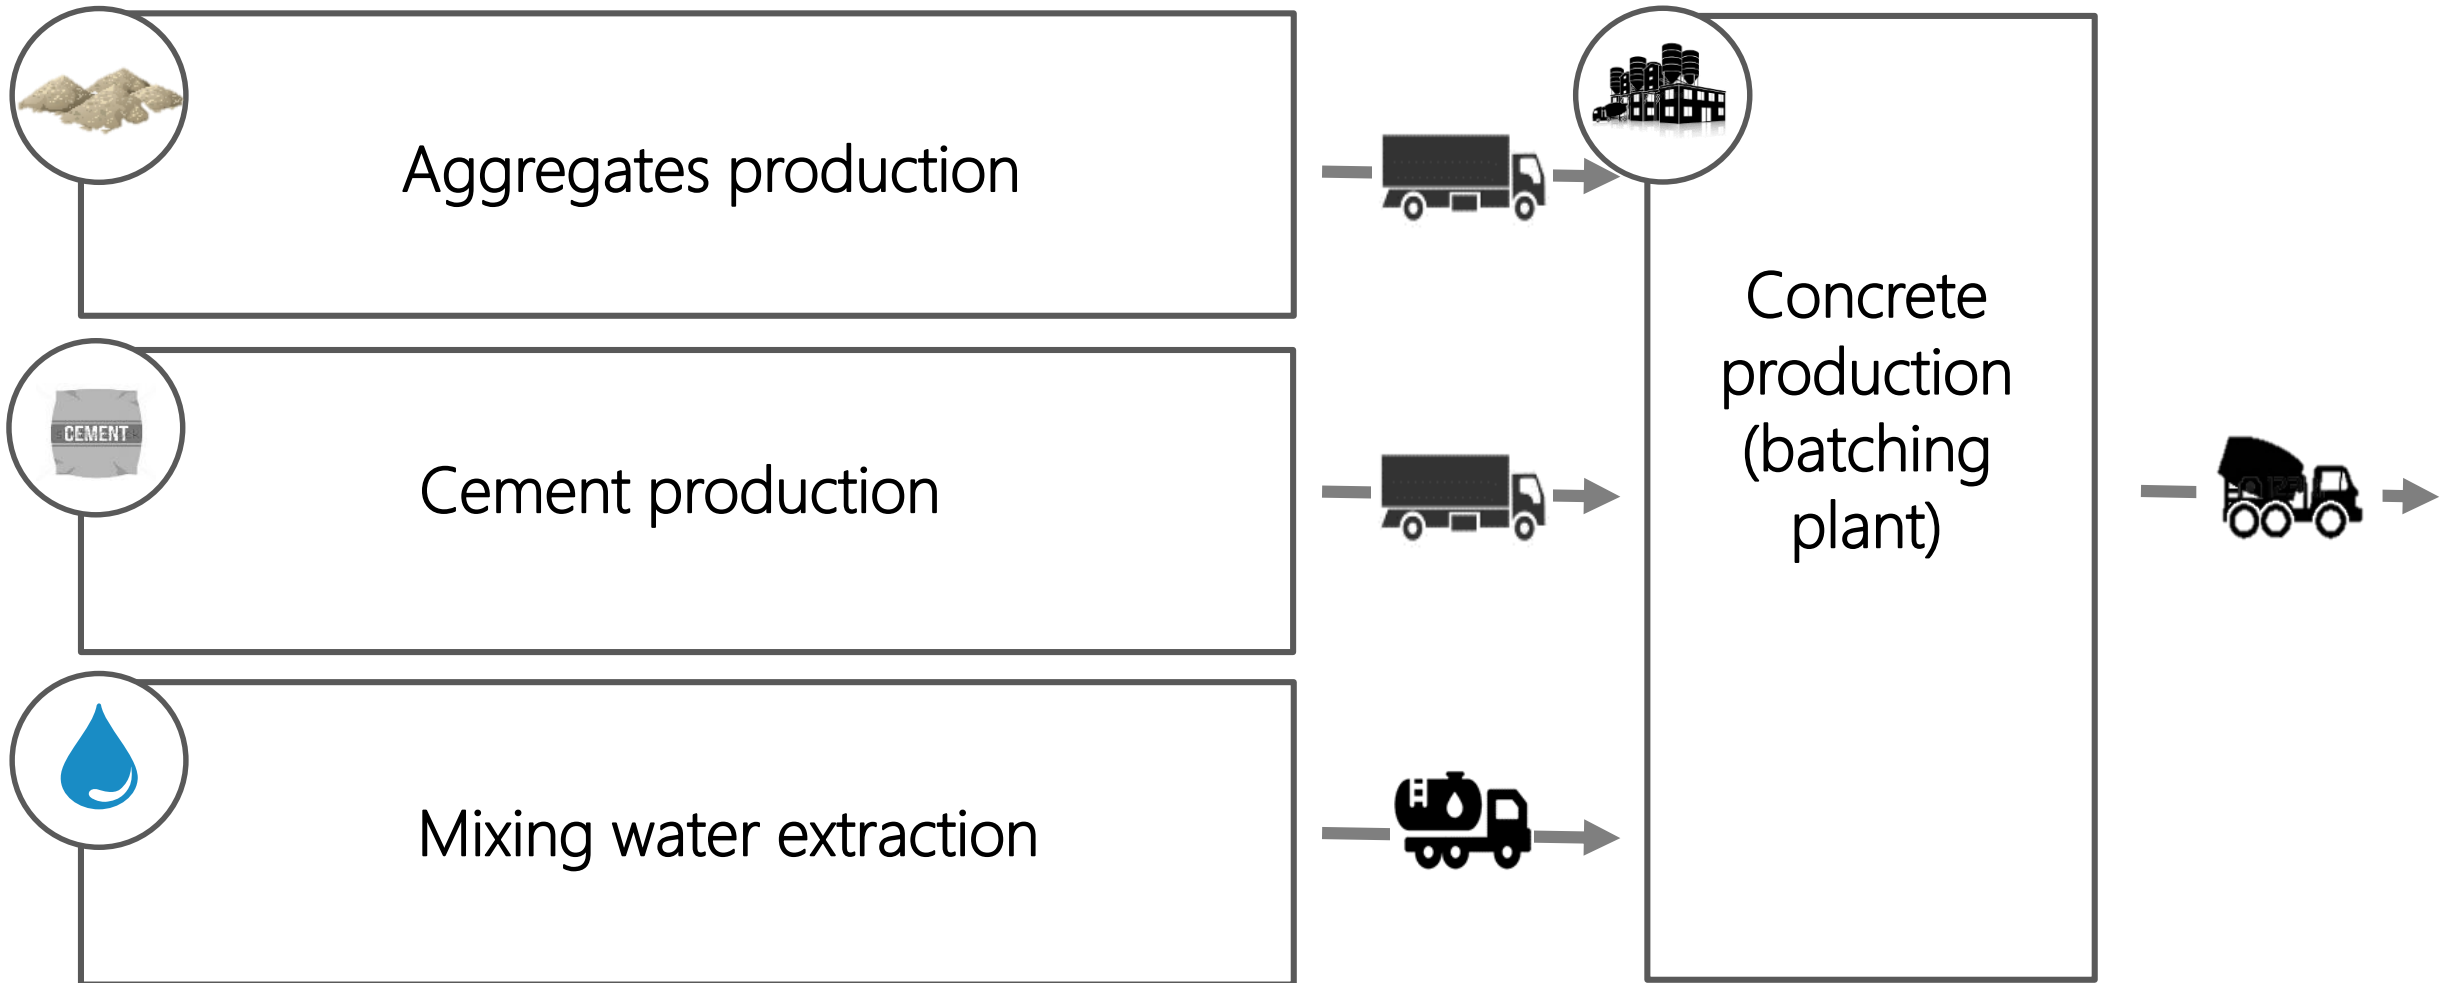 Aggregates production
CEMENT
Cement production
Mixing water extraction
Concrete
production
(batching
plant)